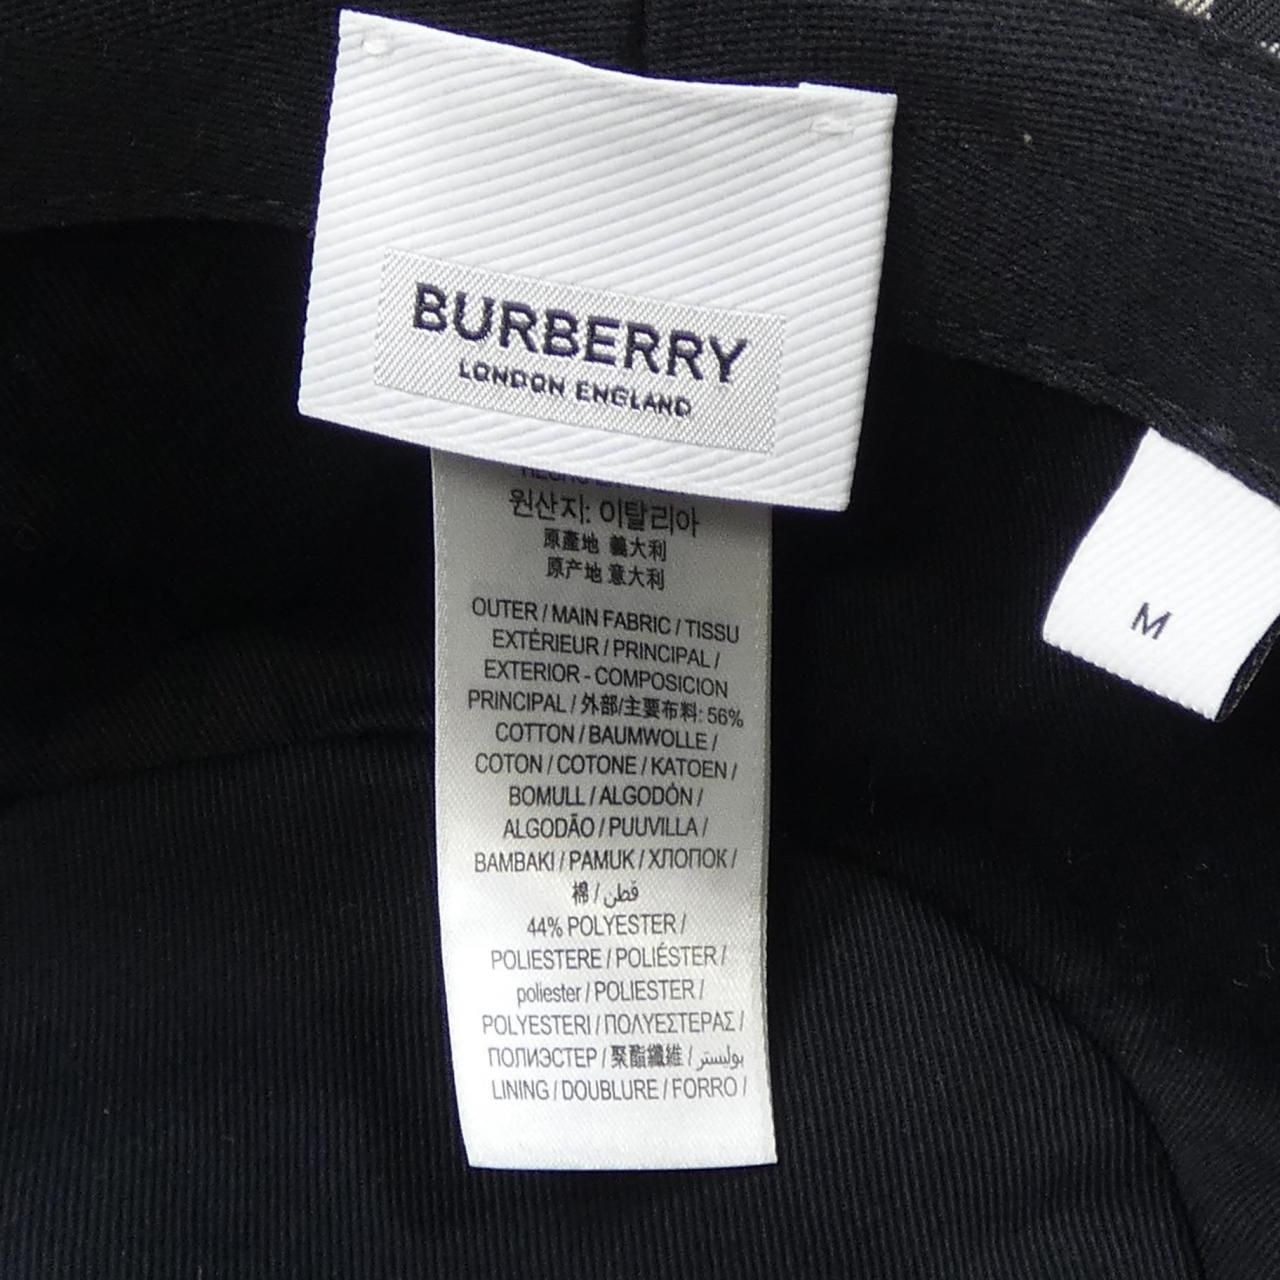 BURBERRY
LONDON ENGLAND
원산지: 이탈리아
原產地 義大利
原产地 意大利
OUTER / MAIN FABRIC / TISSU
EXTÉRIEUR / PRINCIPAL /
EXTERIOR - COMPOSICION
PRINCIPAL / 外部/主要布料: 56%
COTTON / BAUMWOLLE /
COTON / COTONE / KATOEN /
BOMULL / ALGODÓN /
ALGODÃO / PUUVILLA /
BAMBAKI / PAMUK / ХЛОПОК /
棉 / قطن
44% POLYESTER /
POLIESTERE / POLIÉSTER /
poliester / POLIESTER /
POLYESTERI / ΠΟΛΥΕΣΤΕΡΑΣ /
ПОЛИЭСТЕР / 聚酯纖維 / بوليستر
LINING / DOUBLURE / FORRO /
M